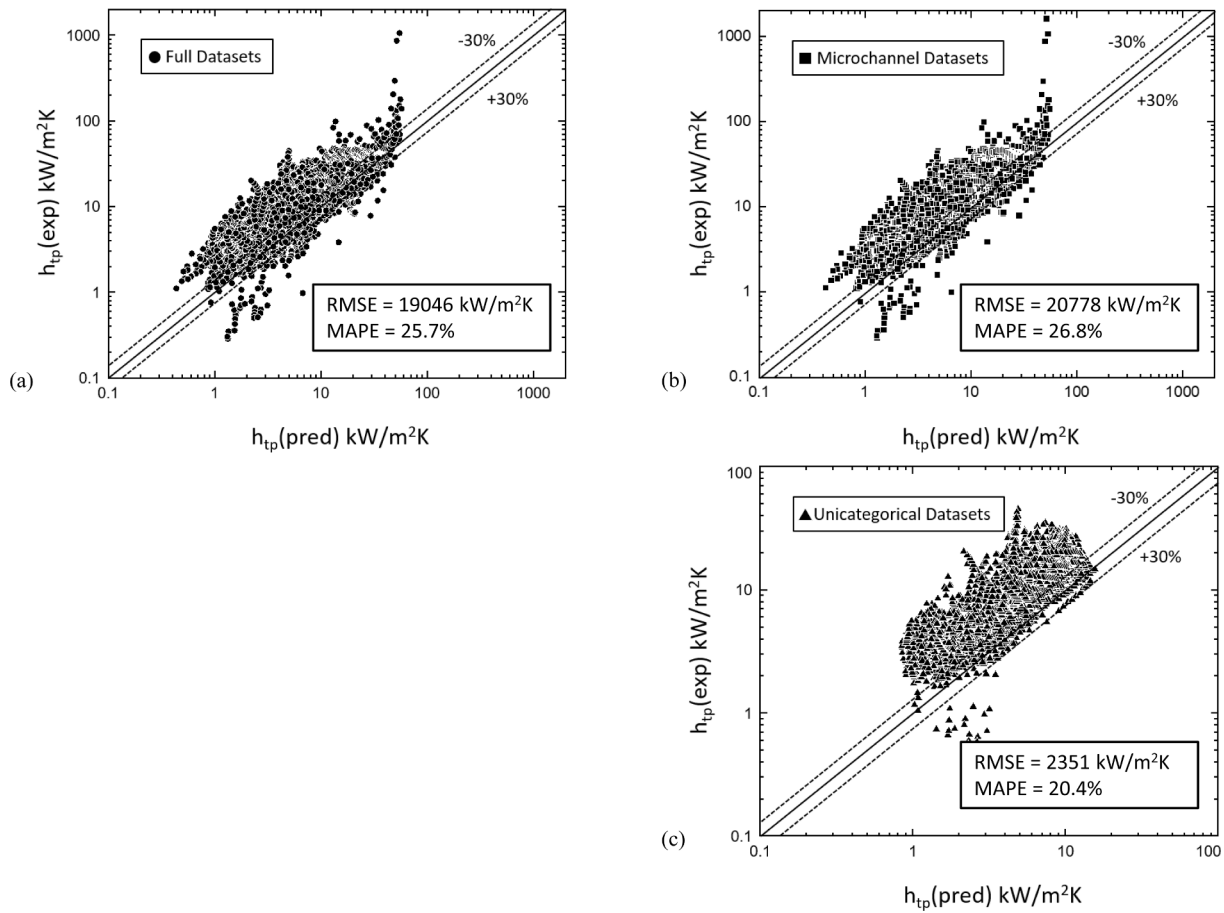 1000
100
10
1
0.1
h_tp(exp) kW/m²K
Full Datasets
-30%
+30%
RMSE = 19046 kW/m²K
MAPE = 25.7%
0.1 1 10 100 1000
h_tp(pred) kW/m²K
(a)
1000
100
10
1
0.1
h_tp(exp) kW/m²K
Microchannel Datasets
-30%
+30%
RMSE = 20778 kW/m²K
MAPE = 26.8%
0.1 1 10 100 1000
h_tp(pred) kW/m²K
(b)
100
10
1
0.1
h_tp(exp) kW/m²K
Unicategorical Datasets
-30%
+30%
RMSE = 2351 kW/m²K
MAPE = 20.4%
0.1 1 10 100
h_tp(pred) kW/m²K
(c)